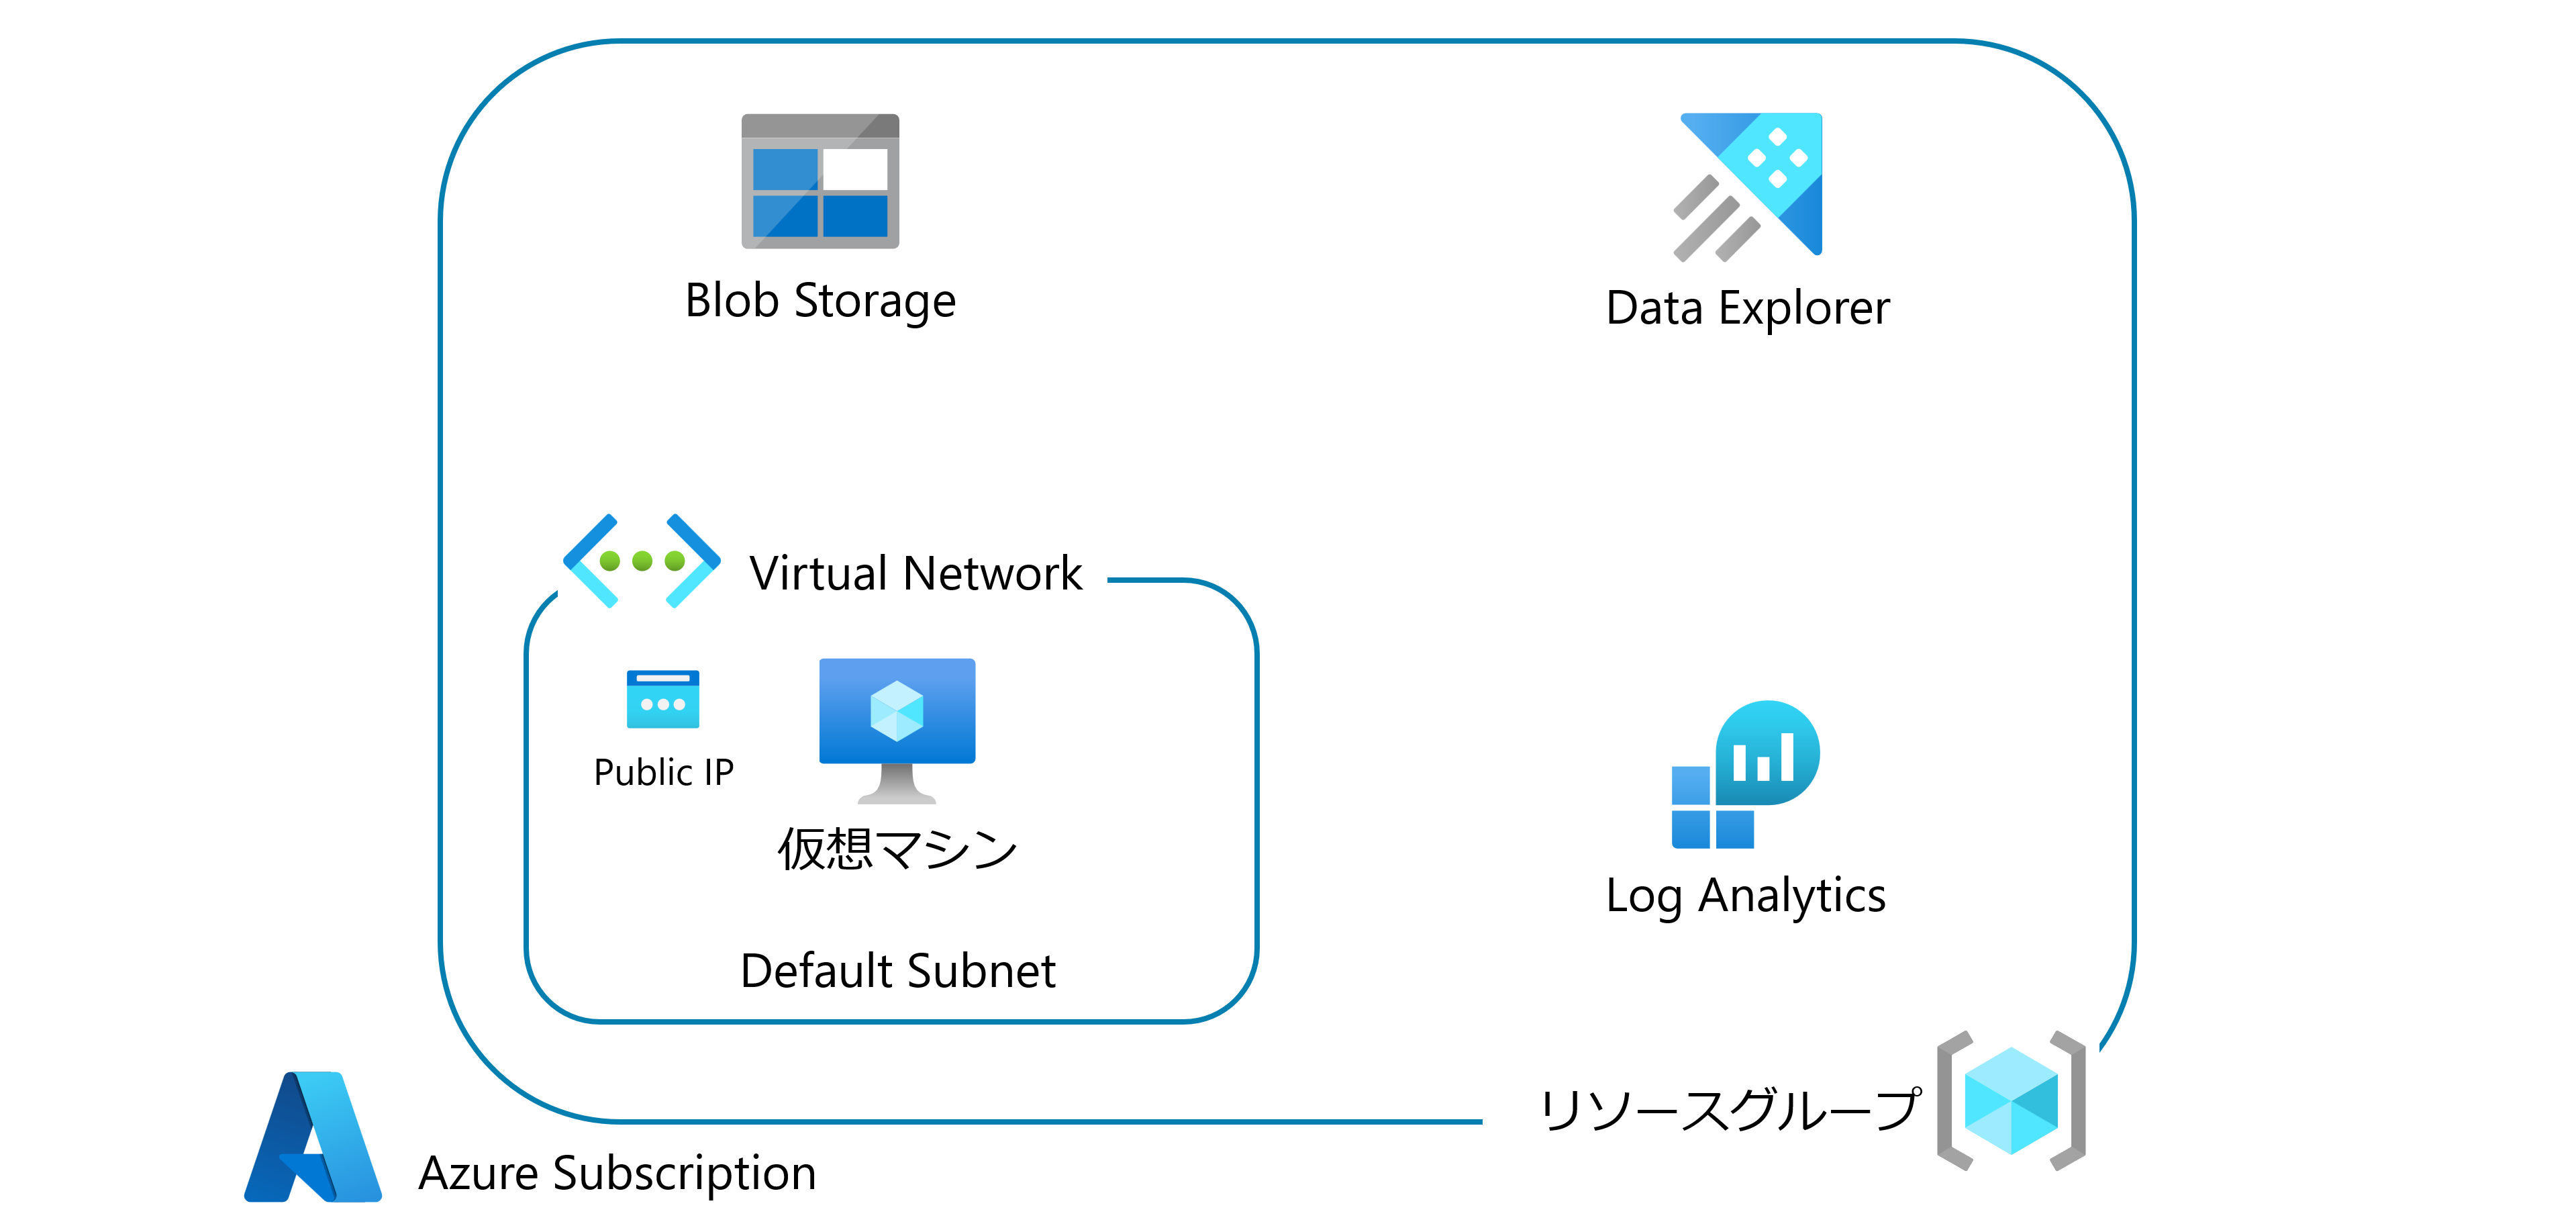 Blob Storage
Data Explorer
Virtual Network
Public IP
仮想マシン
Default Subnet
Log Analytics
リソースグループ
Azure Subscription